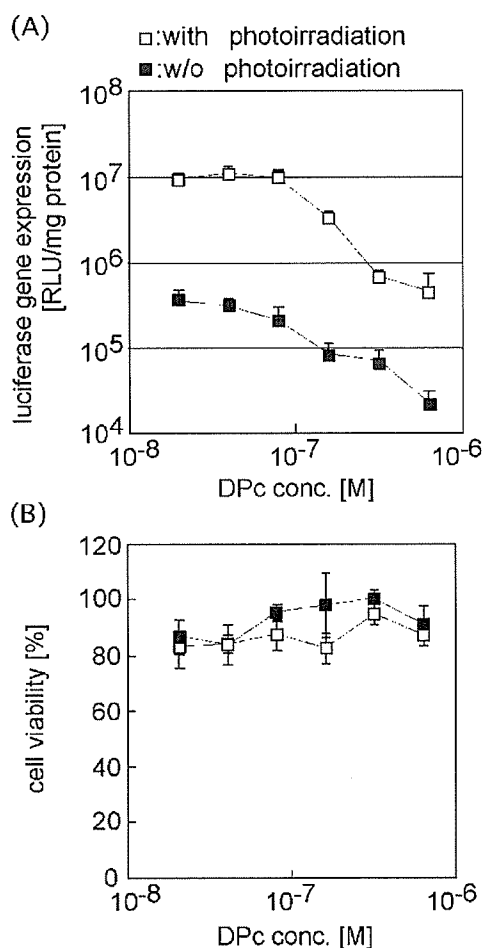 (A)
□:with photoirradiation
■:w/o photoirradiation
luciferase gene expression
[RLU/mg protein]
10⁸
10⁷
10⁶
10⁵
10⁴
10⁻⁸ 10⁻⁷ 10⁻⁶
DPc conc. [M]
(B)
cell viability [%]
120
100
80
60
40
20
0
10⁻⁸ 10⁻⁷ 10⁻⁶
DPc conc. [M]